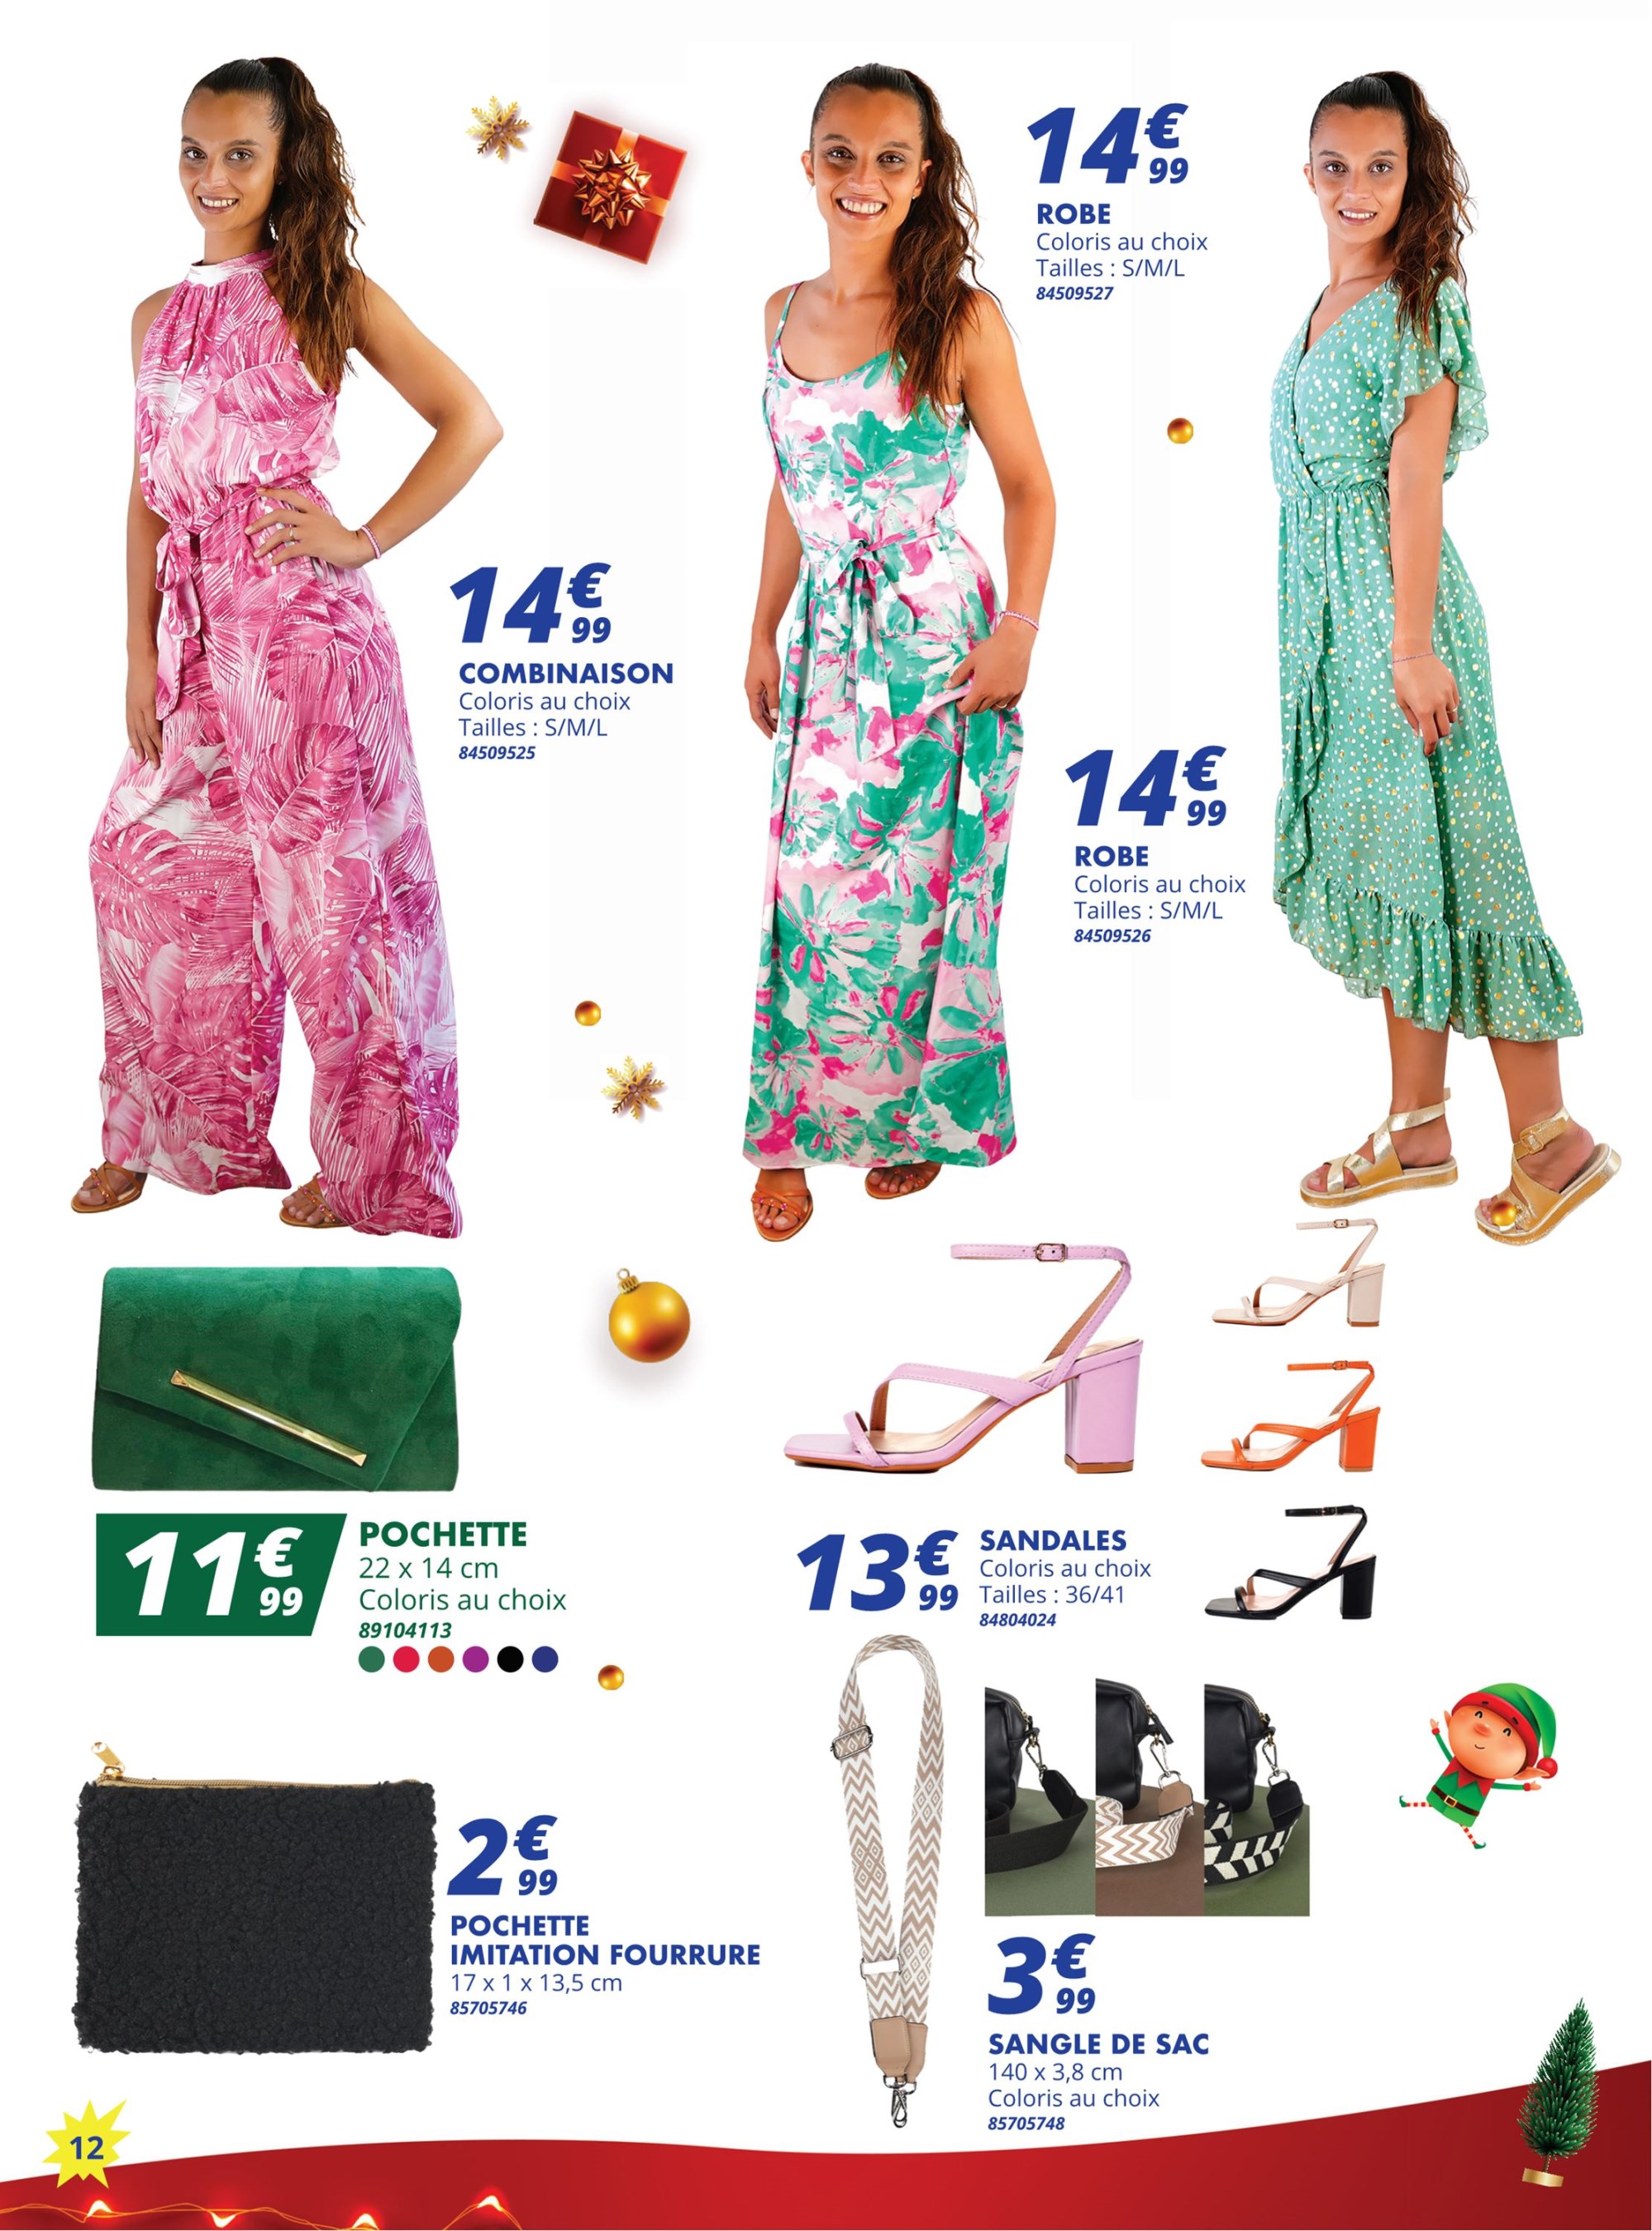 14€99
ROBE
Coloris au choix
Tailles : S/M/L
84509527
14€99
COMBINAISON
Coloris au choix
Tailles : S/M/L
84509525
14€99
ROBE
Coloris au choix
Tailles : S/M/L
84509526
11€99
POCHETTE
22 x 14 cm
Coloris au choix
89104113
13€99
SANDALES
Coloris au choix
Tailles : 36/41
84804024
2€99
POCHETTE
IMITATION FOURRURE
17 x 1 x 13,5 cm
85705746
3€99
SANGLE DE SAC
140 x 3,8 cm
Coloris au choix
85705748
12